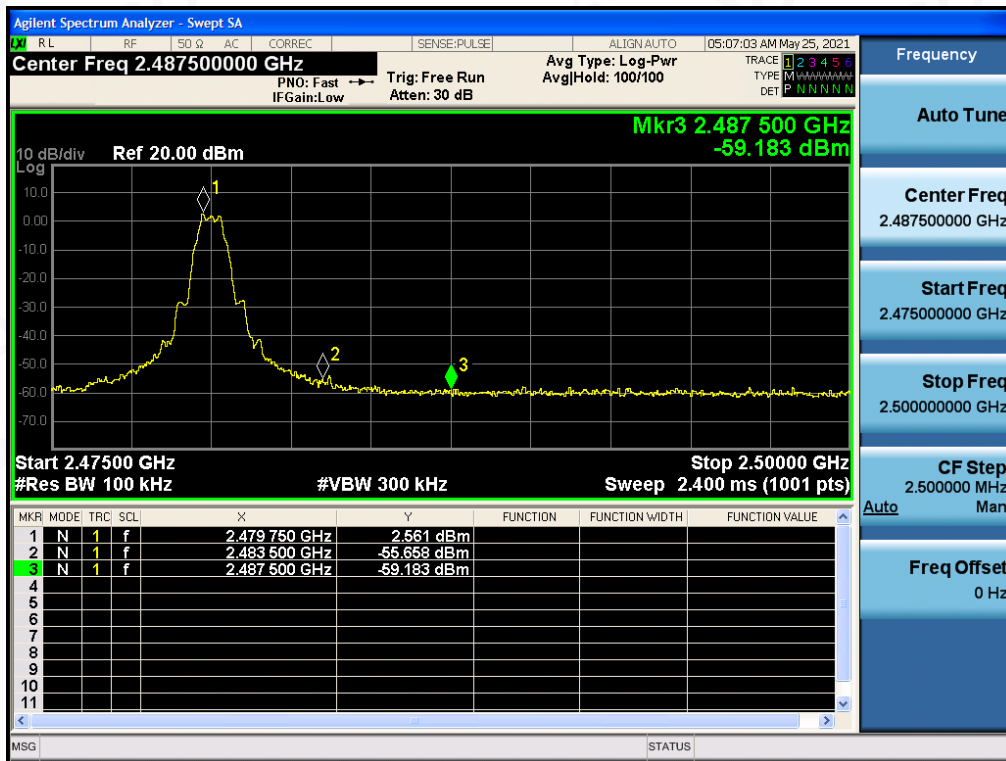 Agilent Spectrum Analyzer - Swept SA
LXI RL RF 50 Ω AC CORREC SENSE:PULSE ALIGN AUTO 05:07:03 AM May 25, 2021
Center Freq 2.487500000 GHz
PNO: Fast
IFGain:Low
Trig: Free Run
Atten: 30 dB
Avg Type: Log-Pwr
Avg|Hold: 100/100
TRACE 1 2 3 4 5 6
TYPE M
DET P N N N N N
Mkr3 2.487 500 GHz
-59.183 dBm
10 dB/div Ref 20.00 dBm
Log
10.0
0.00
-10.0
-20.0
-30.0
-40.0
-50.0
-60.0
-70.0
1
2
3
Start 2.47500 GHz Stop 2.50000 GHz
#Res BW 100 kHz #VBW 300 kHz Sweep 2.400 ms (1001 pts)
MKR MODE TRC SCL X Y FUNCTION FUNCTION WIDTH FUNCTION VALUE
1 N 1 f 2.479 750 GHz 2.561 dBm
2 N 1 f 2.483 500 GHz -55.658 dBm
3 N 1 f 2.487 500 GHz -59.183 dBm
4
5
6
7
8
9
10
11
MSG STATUS
Frequency
Auto Tune
Center Freq
2.487500000 GHz
Start Freq
2.475000000 GHz
Stop Freq
2.500000000 GHz
CF Step
2.500000 MHz
Auto Man
Freq Offset
0 Hz